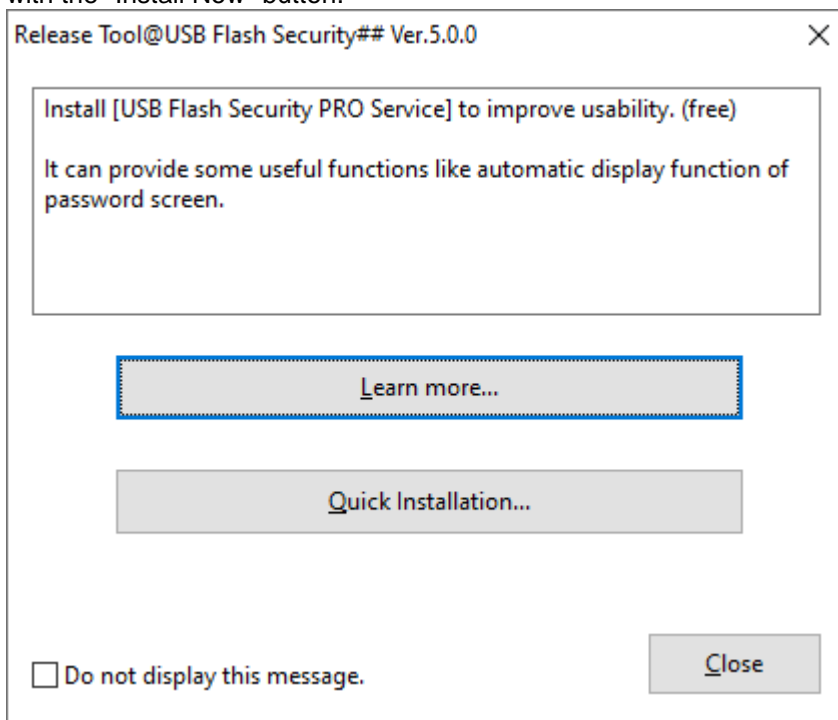 with the "Install Now" button.
Release Tool@USB Flash Security## Ver.5.0.0
Install [USB Flash Security PRO Service] to improve usability. (free)
It can provide some useful functions like automatic display function of
password screen.
Learn more...
Quick Installation...
Do not display this message.
Close